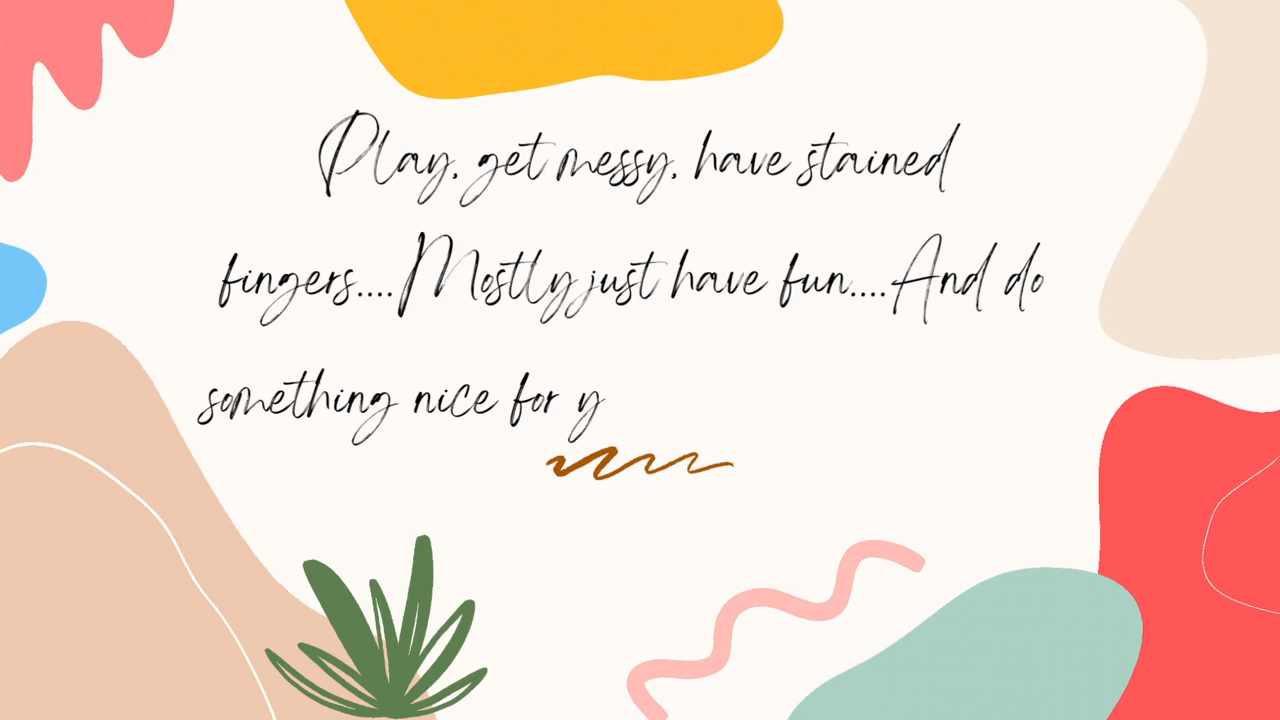 Play, get messy, have stained
fingers....Mostly just have fun....And do
something nice for y